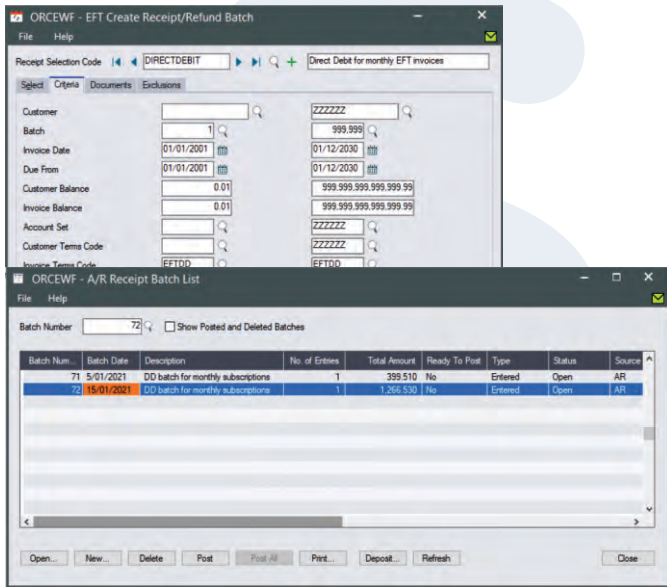 ORCEWF - EFT Create Receipt/Refund Batch
File Help
Receipt Selection Code DIRECTDEBIT Direct Debit for monthly EFT invoices
Select Criteria Documents Exclusions
Customer ZZZZZZ
Batch 1 999,999
Invoice Date 01/01/2001 01/12/2030
Due From 01/01/2001 01/12/2030
Customer Balance 0.01 999,999,999,999,999.99
Invoice Balance 0.01 999,999,999,999,999.99
Account Set ZZZZZZ
Customer Terms Code ZZZZZZ
Invoice Terms Code EFTDD EFTDD
ORCEWF - A/R Receipt Batch List
File Help
Batch Number 72 Show Posted and Deleted Batches
Batch Num... Batch Date Description No. of Entries Total Amount Ready To Post Type Status Source
71 5/01/2021 DD batch for monthly subscriptions 1 399.510 No Entered Open AR
72 15/01/2021 DD batch for monthly subscriptions 1 1,266.530 No Entered Open AR
Open... New... Delete Post Post All Print... Deposit... Refresh Close